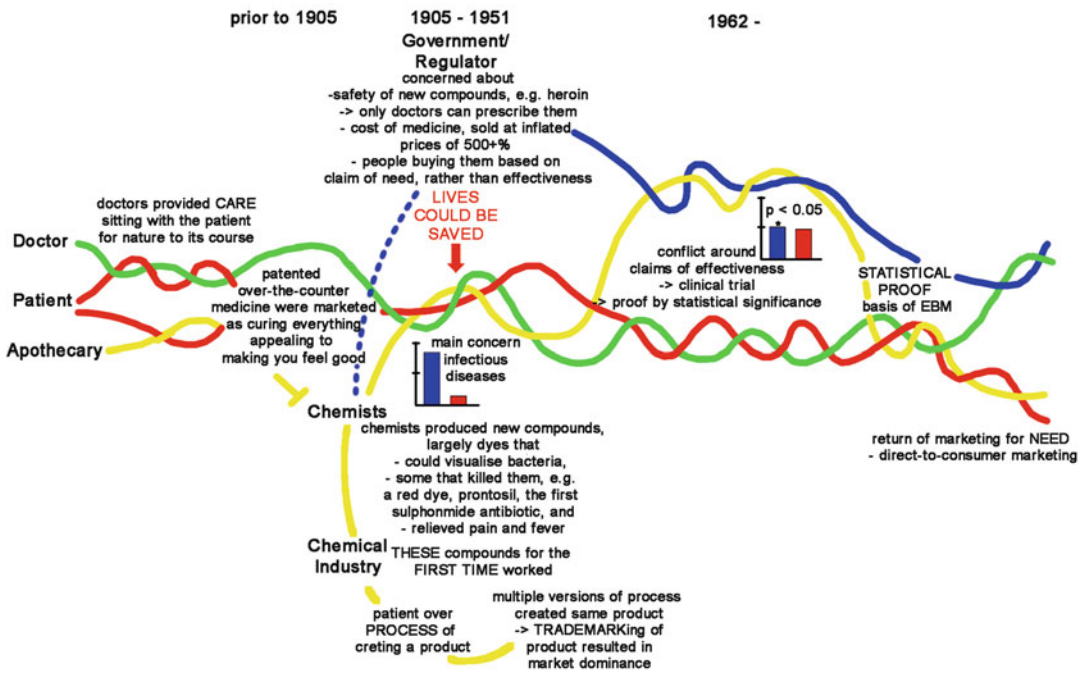 prior to 1905
1905 - 1951
1962 -
Government/
Regulator
concerned about
-safety of new compounds, e.g. heroin
-> only doctors can prescribe them
- cost of medicine, sold at inflated
prices of 500+%
- people buying them based on
claim of need, rather than effectiveness
LIVES
COULD BE
SAVED
doctors provided CARE
sitting with the patient
for nature to its course
Doctor
Patient
Apothecary
patented
over-the-counter
medicine were marketed
as curing everything
appealing to
making you feel good
p < 0.05
*
conflict around
claims of effectiveness
-> clinical trial
-> proof by statistical significance
STATISTICAL
PROOF
basis of EBM
main concern
infectious
diseases
Chemists
chemists produced new compounds,
largely dyes that
- could visualise bacteria,
- some that killed them, e.g.
a red dye, prontosil, the first
sulphonmide antibiotic, and
- relieved pain and fever
return of marketing for NEED
- direct-to-consumer marketing
Chemical
Industry
THESE compounds for the
FIRST TIME worked
patient over
PROCESS of
creting a product
multiple versions of process
created same product
-> TRADEMARKing of
product resulted in
market dominance